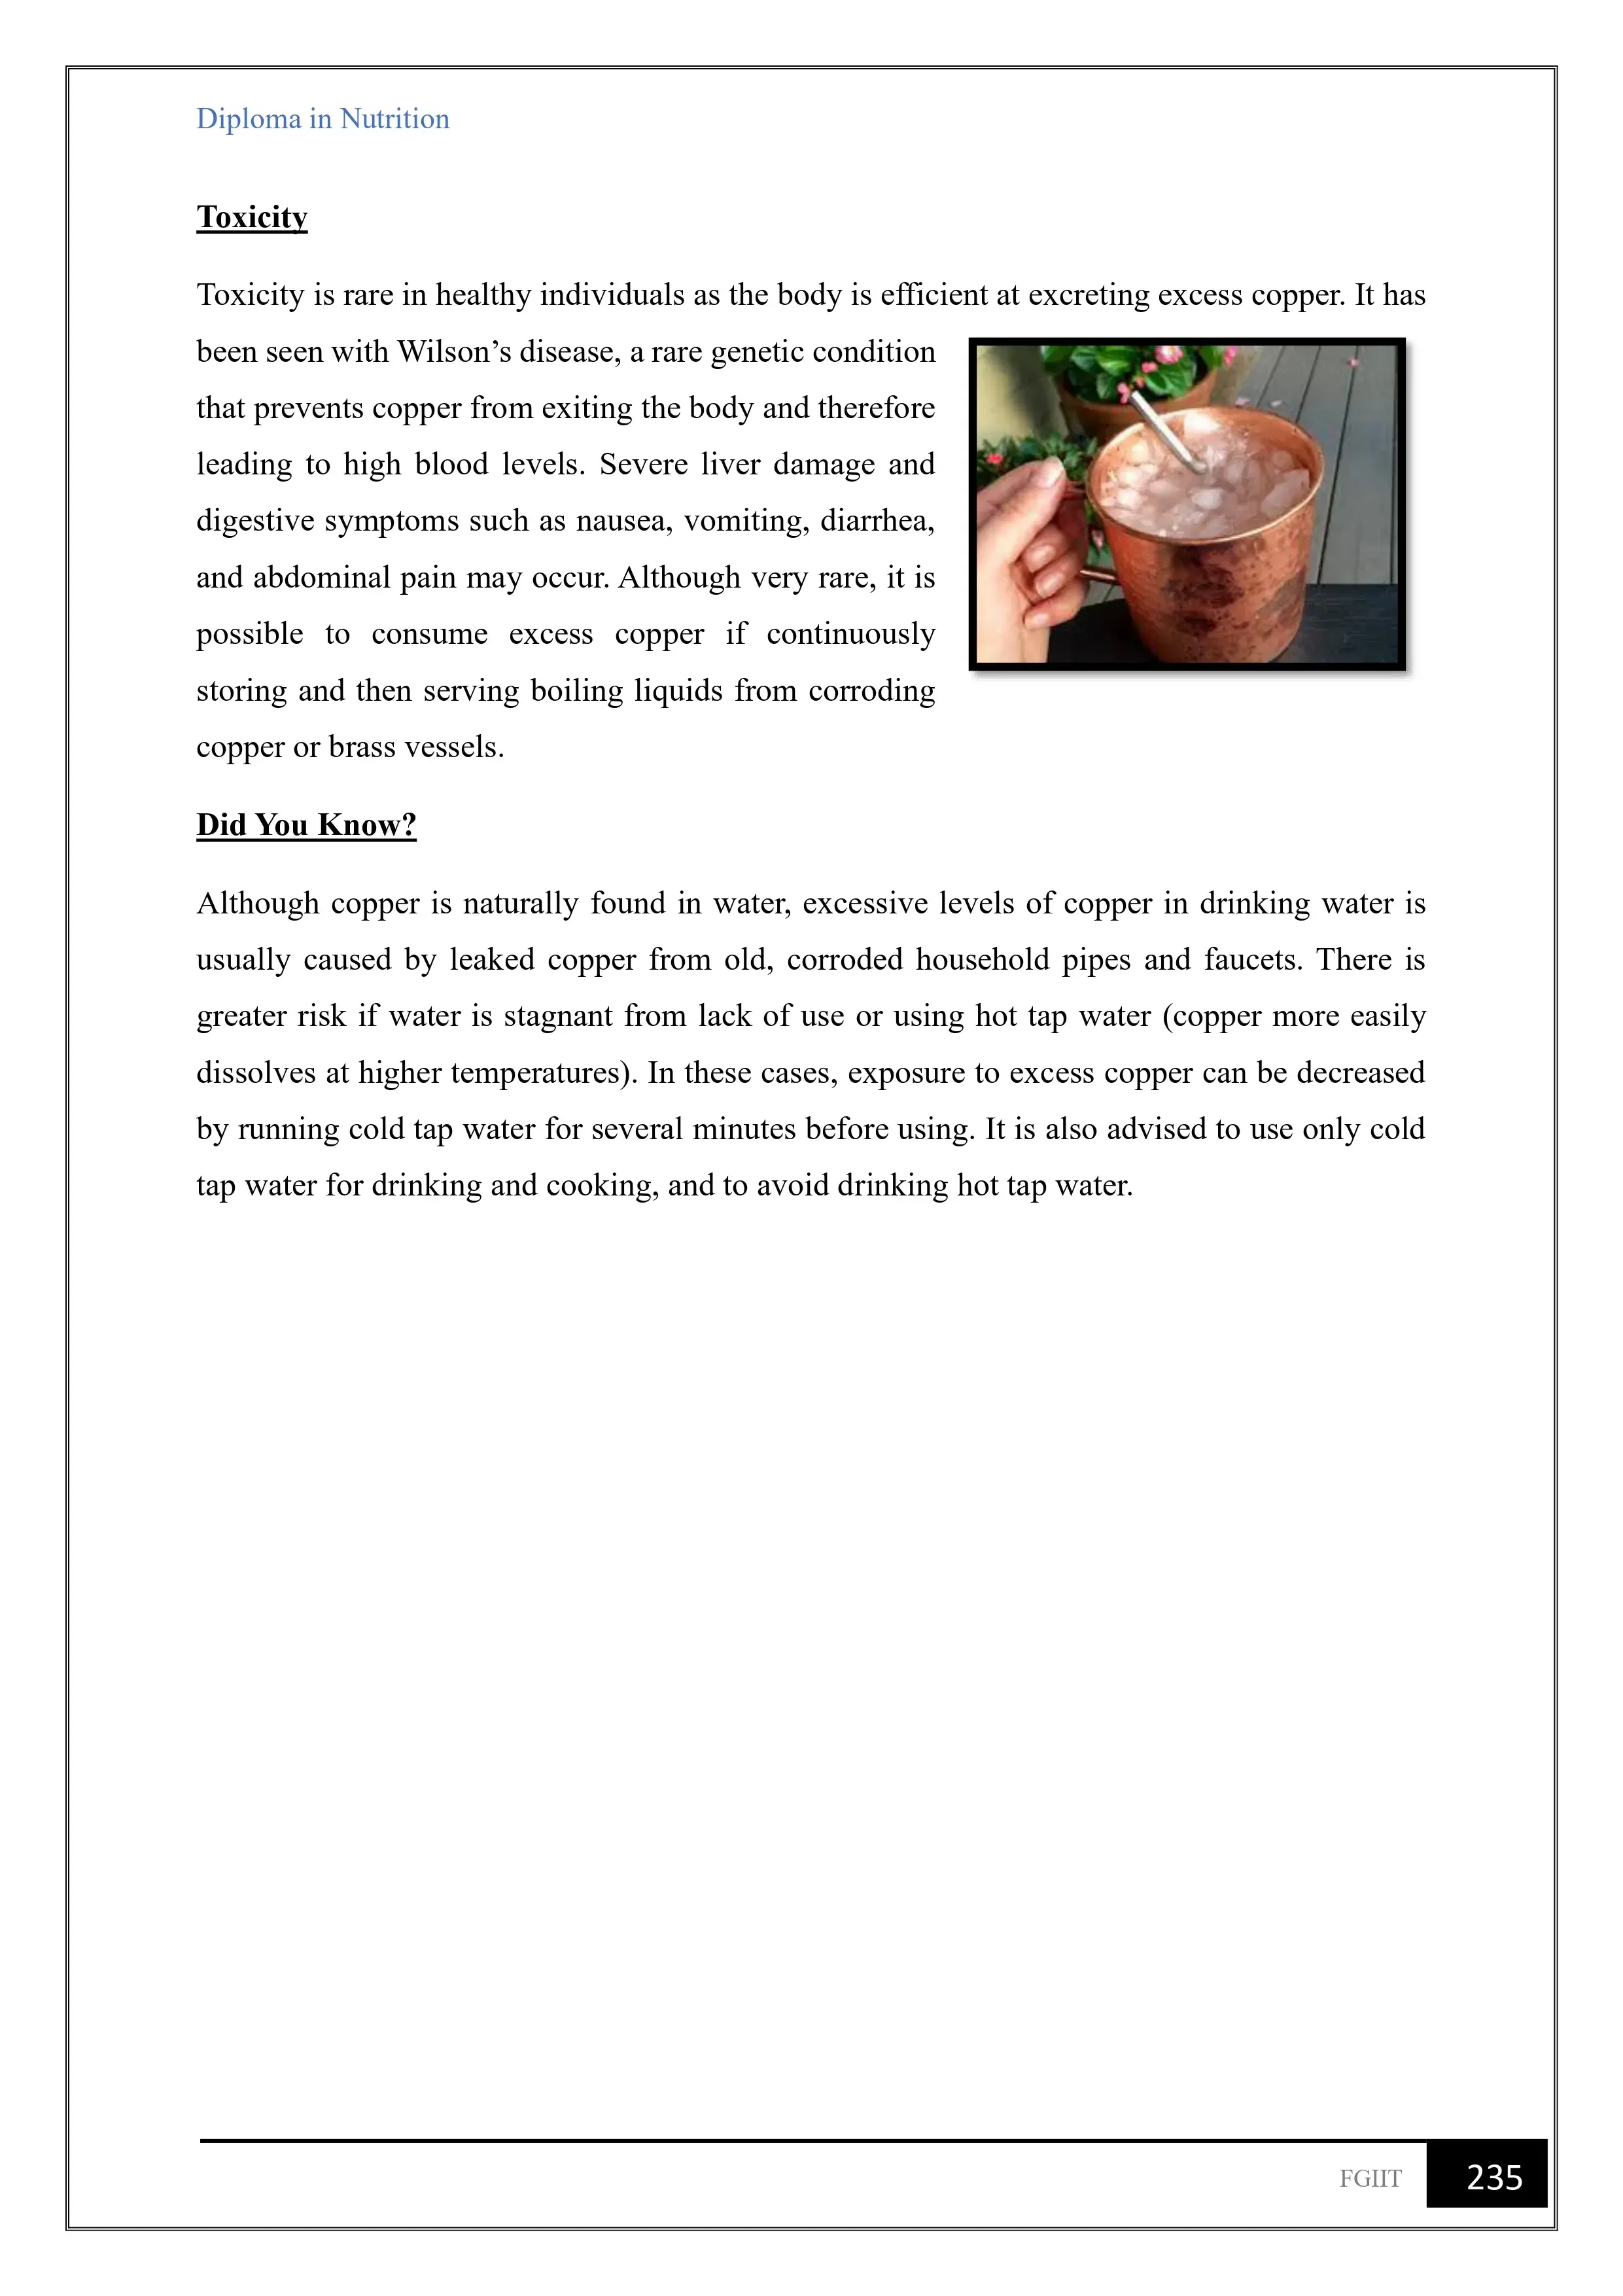 Diploma in Nutrition
Toxicity
Toxicity is rare in healthy individuals as the body is efficient at excreting excess copper. It has
been seen with Wilson’s disease, a rare genetic condition
that prevents copper from exiting the body and therefore
leading to high blood levels. Severe liver damage and
digestive symptoms such as nausea, vomiting, diarrhea,
and abdominal pain may occur. Although very rare, it is
possible to consume excess copper if continuously
storing and then serving boiling liquids from corroding
copper or brass vessels.
Did You Know?
Although copper is naturally found in water, excessive levels of copper in drinking water is
usually caused by leaked copper from old, corroded household pipes and faucets. There is
greater risk if water is stagnant from lack of use or using hot tap water (copper more easily
dissolves at higher temperatures). In these cases, exposure to excess copper can be decreased
by running cold tap water for several minutes before using. It is also advised to use only cold
tap water for drinking and cooking, and to avoid drinking hot tap water.
FGIIT 235